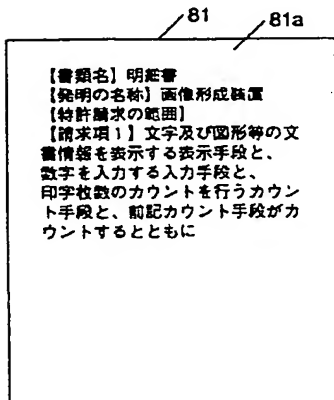 81
81a
【書類名】明細書
【発明の名称】画像形成装置
【特許請求の範囲】
【請求項1】文字及び図形等の文
書情報を表示する表示手段と、
数字を入力する入力手段と、
印字枚数のカウントを行うカウン
ト手段と、前記カウント手段がカ
ウントするとともに